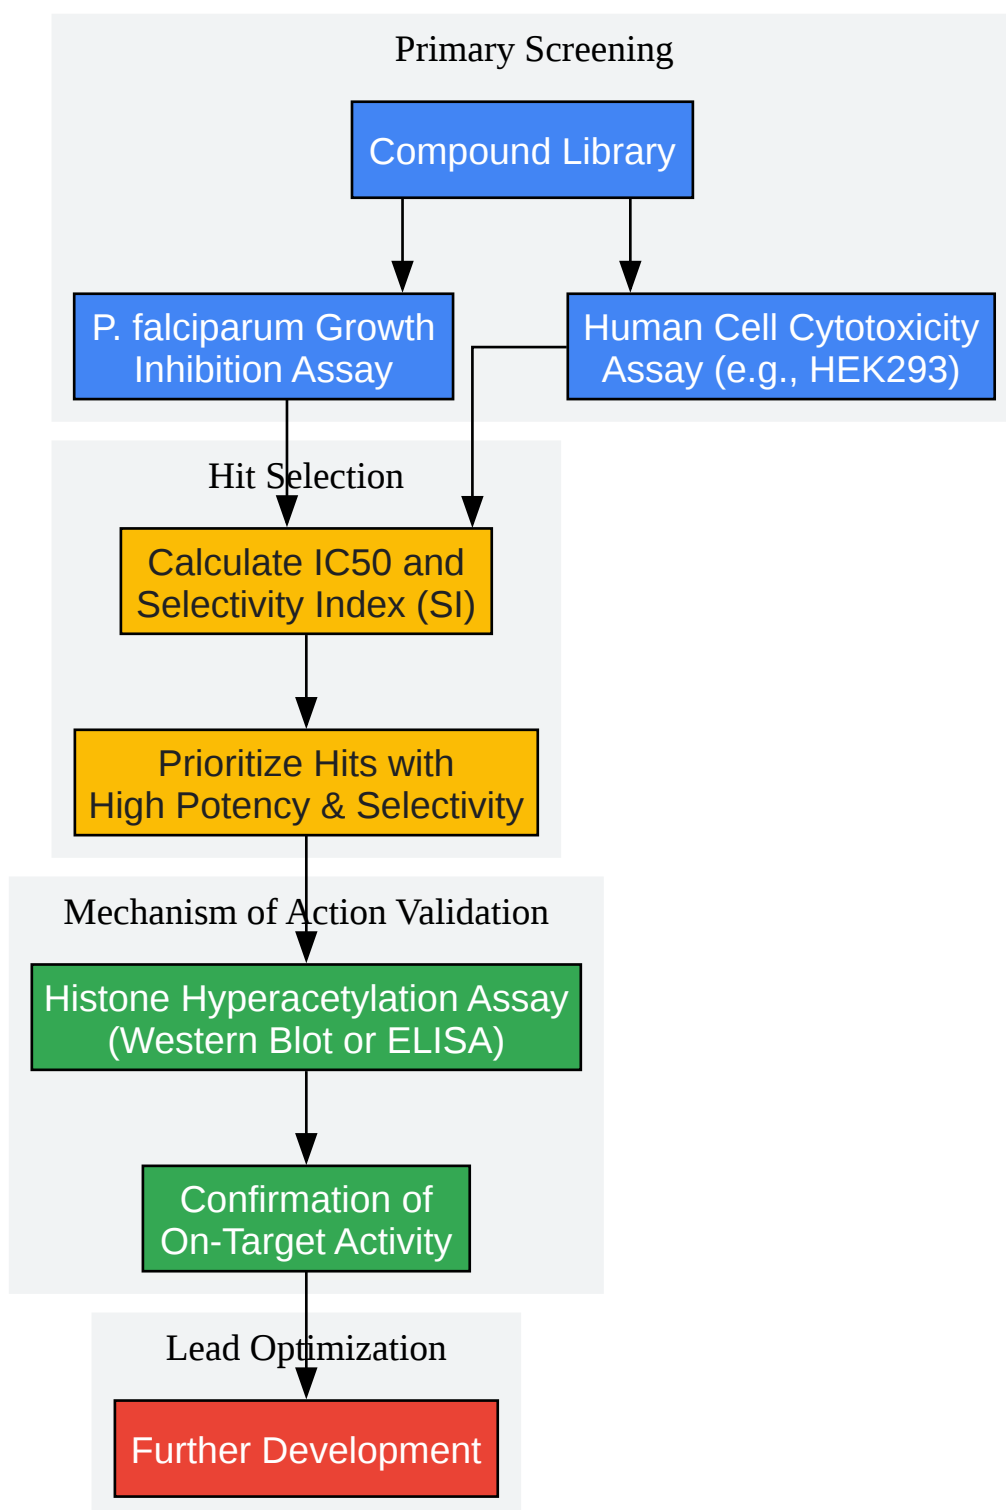 Primary Screening
Compound Library
P. falciparum Growth
Inhibition Assay
Human Cell Cytotoxicity
Assay (e.g., HEK293)
Hit Selection
Calculate IC50 and
Selectivity Index (SI)
Prioritize Hits with
High Potency & Selectivity
Mechanism of Action Validation
Histone Hyperacetylation Assay
(Western Blot or ELISA)
Confirmation of
On-Target Activity
Lead Optimization
Further Development